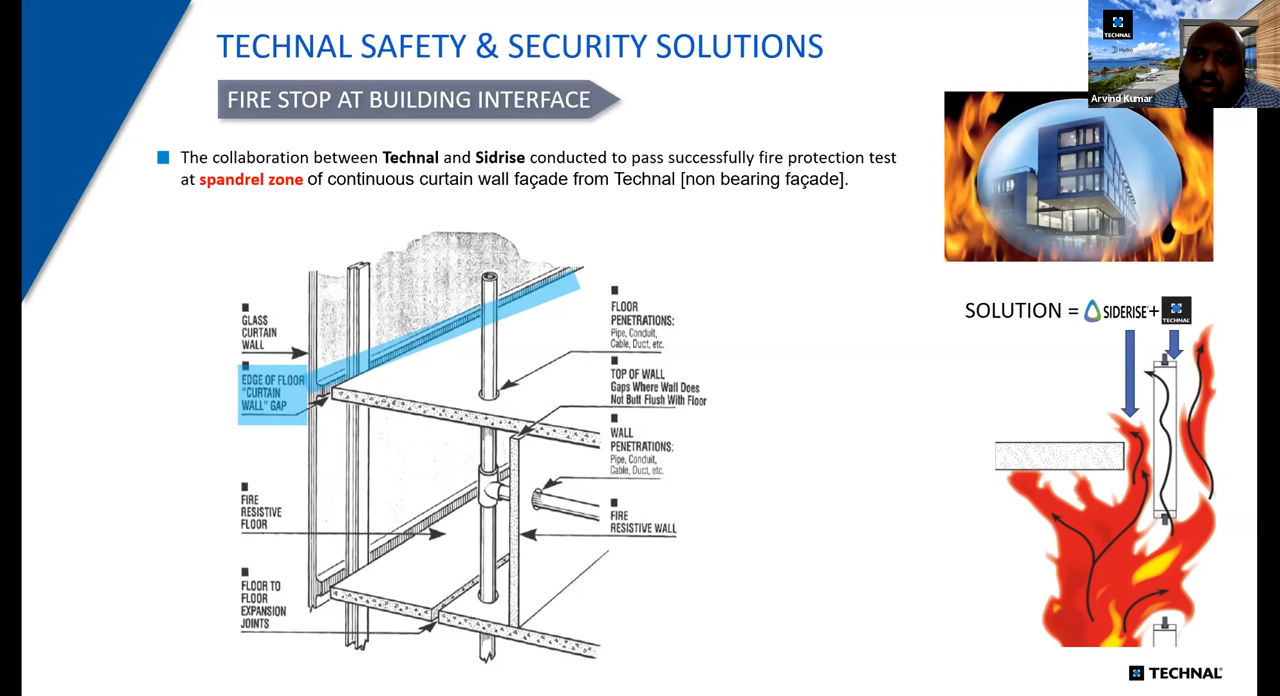 TECHNAL SAFETY & SECURITY SOLUTIONS
FIRE STOP AT BUILDING INTERFACE
TECHNAL
Hydro
Arvind Kumar
The collaboration between Technal and Sidrise conducted to pass successfully fire protection test
at spandrel zone of continuous curtain wall façade from Technal [non bearing façade].
GLASS
CURTAIN
WALL
EDGE OF FLOOR
"CURTAIN
WALL" GAP
FIRE
RESISTIVE
FLOOR
FLOOR TO
FLOOR
EXPANSION
JOINTS
FLOOR
PENETRATIONS:
Pipe, Conduit,
Cable, Duct, etc.
TOP OF WALL
Gaps Where Wall Does
Not Butt Flush With Floor
WALL
PENETRATIONS:
Pipe, Conduit,
Cable, Duct, etc.
FIRE
RESISTIVE WALL
SOLUTION = SIDERISE + TECHNAL
TECHNAL